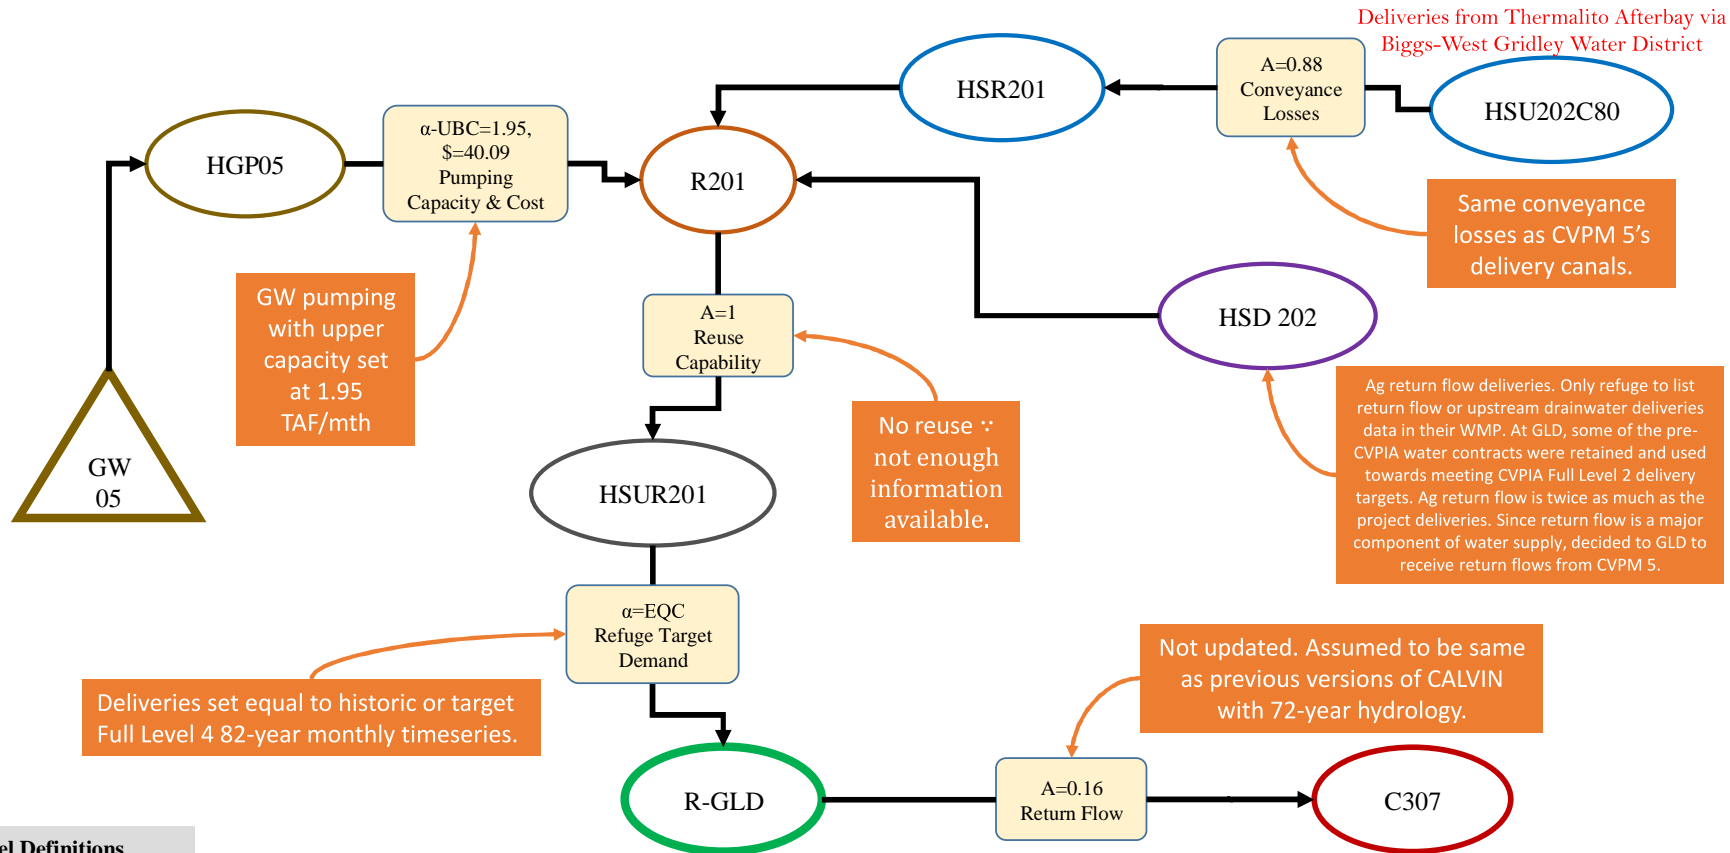 Deliveries from Thermalito Afterbay via
Biggs-West Gridley Water District
HSR201
A=0.88
Conveyance
Losses
HSU202C80
HGP05
α-UBC=1.95,
$=40.09
Pumping
Capacity & Cost
R201
Same conveyance
losses as CVPM 5’s
delivery canals.
GW pumping
with upper
capacity set
at 1.95
TAF/mth
A=1
Reuse
Capability
HSD 202
GW
05
No reuse ∵
not enough
information
available.
Ag return flow deliveries. Only refuge to list
return flow or upstream drainwater deliveries
data in their WMP. At GLD, some of the pre-
CVPIA water contracts were retained and used
towards meeting CVPIA Full Level 2 delivery
targets. Ag return flow is twice as much as the
project deliveries. Since return flow is a major
component of water supply, decided to GLD to
receive return flows from CVPM 5.
HSUR201
α=EQC
Refuge Target
Demand
Deliveries set equal to historic or target
Full Level 4 82-year monthly timeseries.
Not updated. Assumed to be same
as previous versions of CALVIN
with 72-year hydrology.
R-GLD
A=0.16
Return Flow
C307
el Definitions